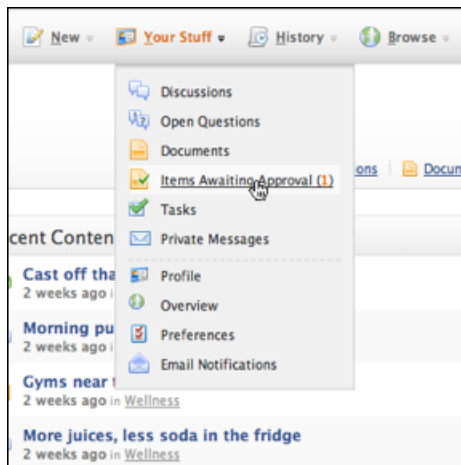 New Your Stuff History Browse
Discussions
Open Questions
Documents
Items Awaiting Approval (1)
ons Docum
Tasks
Private Messages
cent Conten
Profile
Cast off tha
2 weeks ago i
Overview
Morning pu
Preferences
2 weeks ago i
Email Notifications
Gyms near
2 weeks ago in Wellness
More juices, less soda in the fridge
2 weeks ago in Wellness